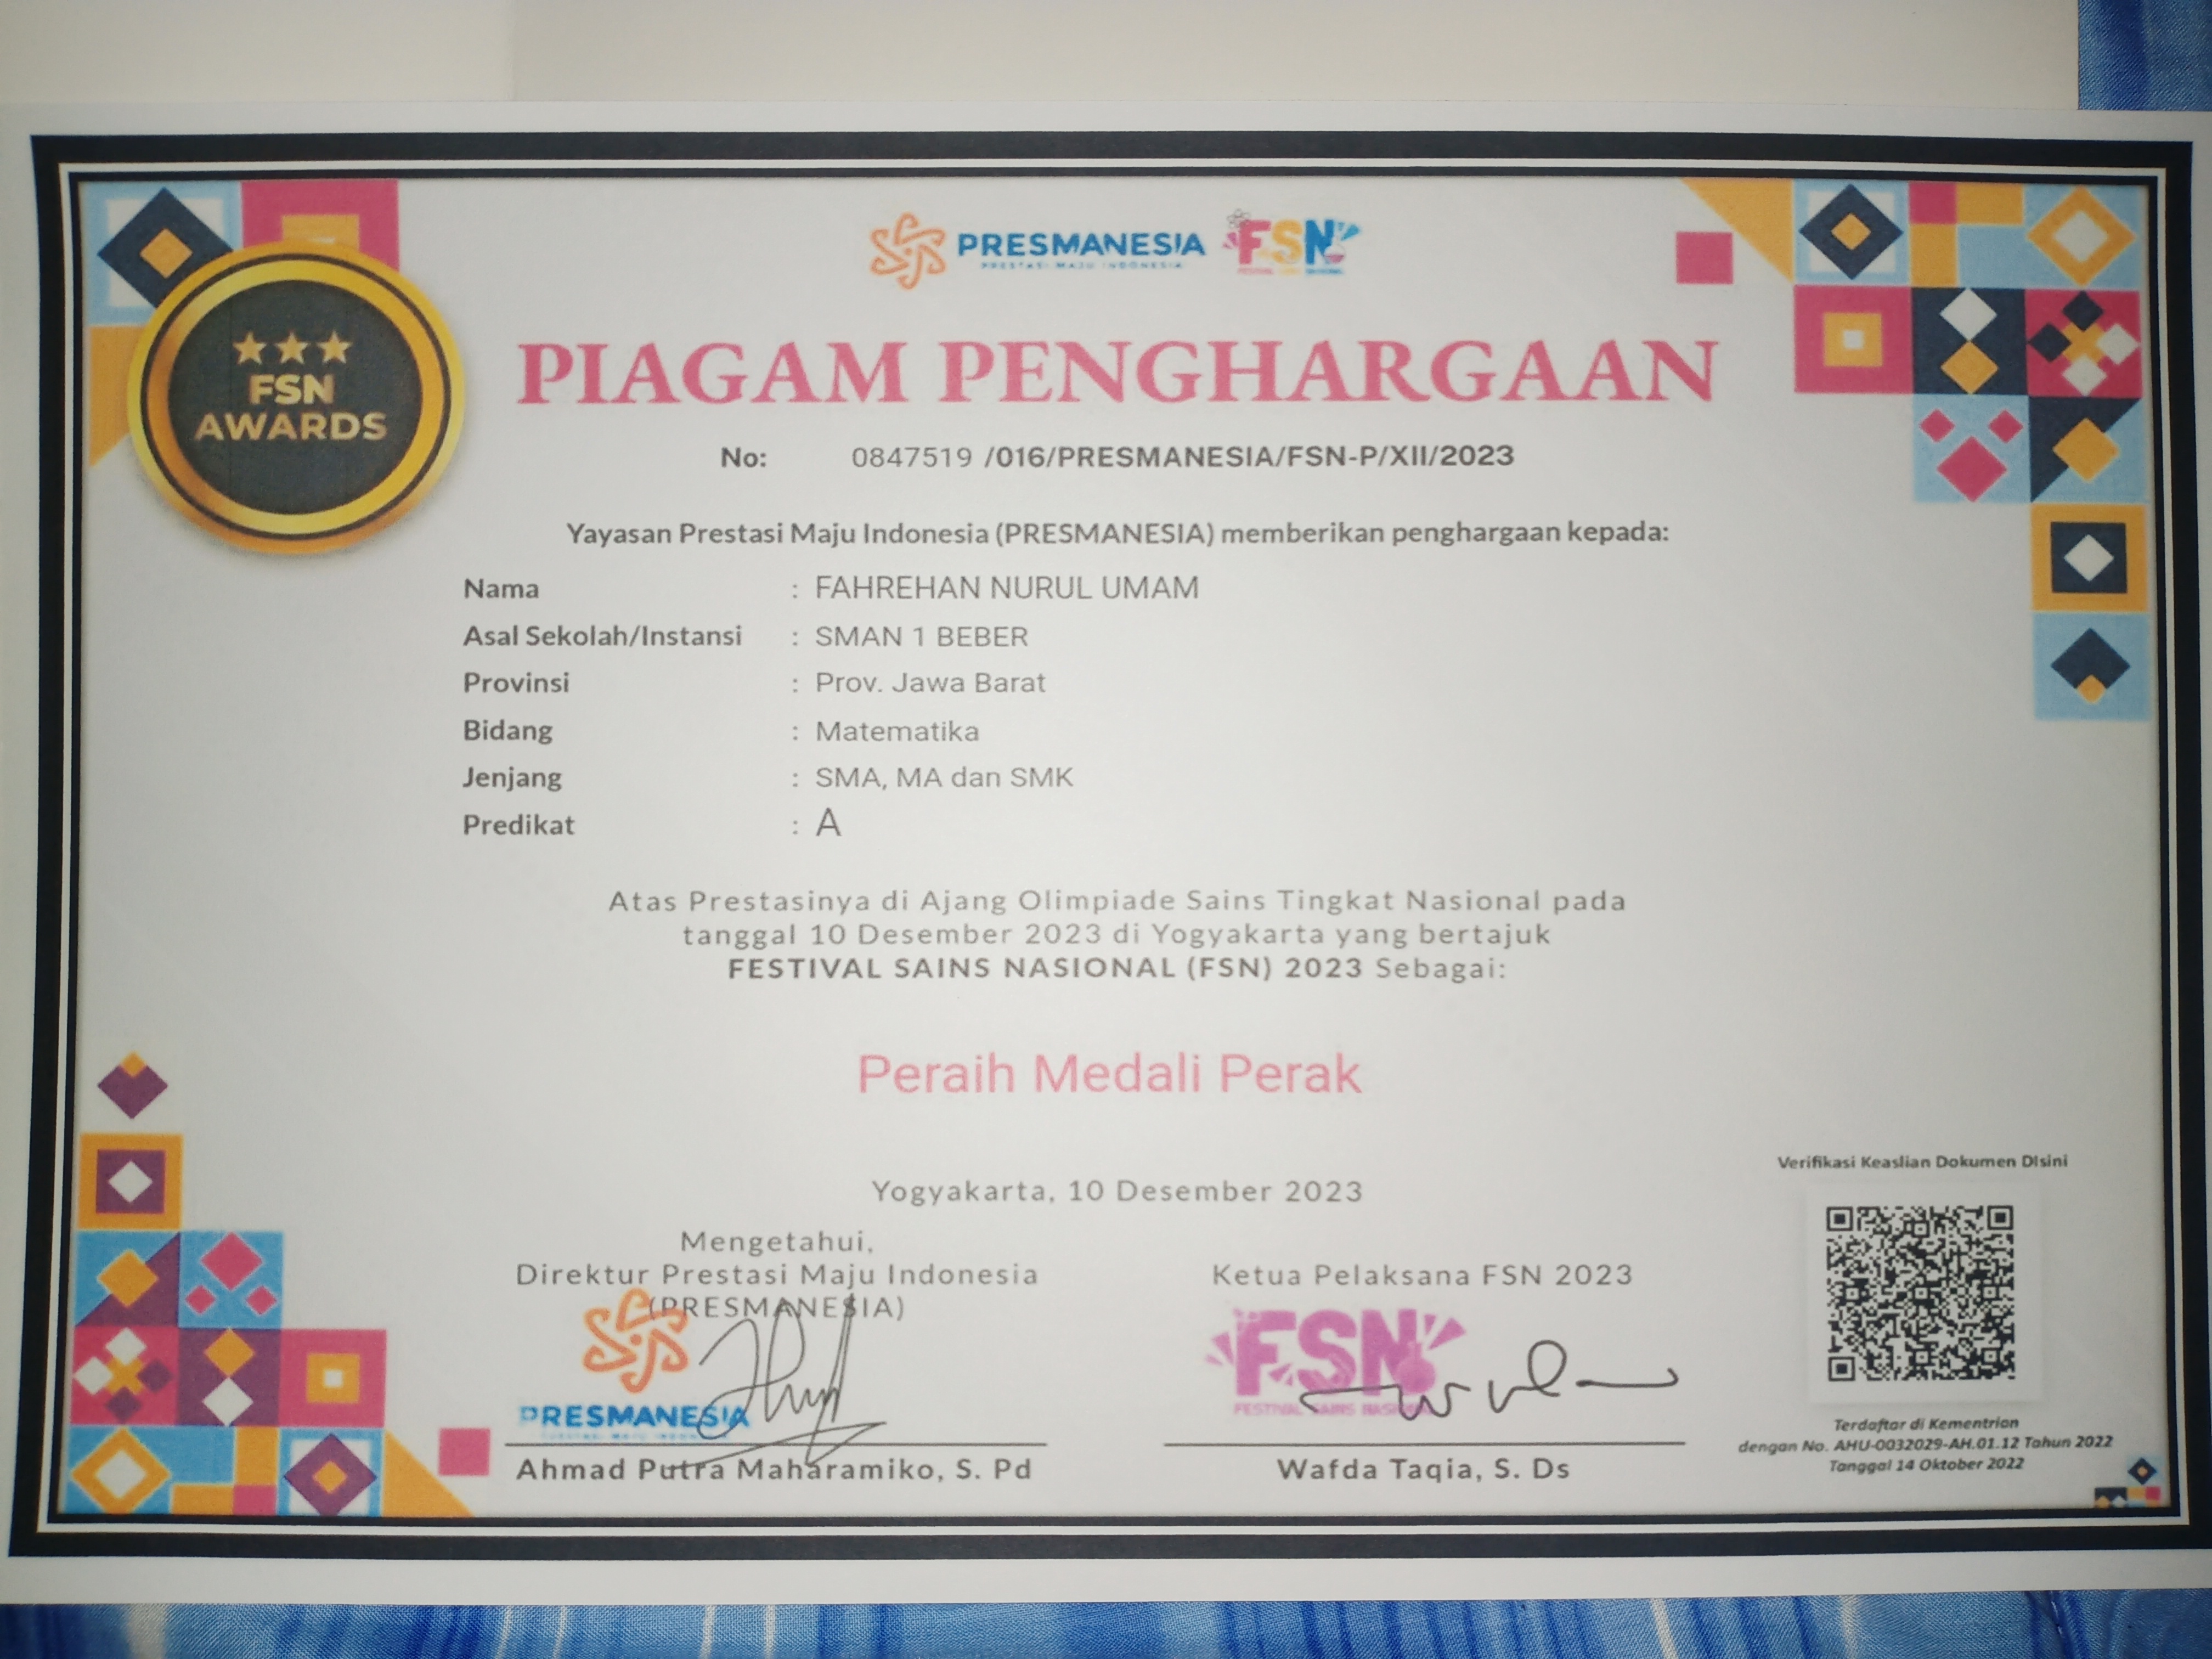 PRESMANESIA FSN
PRESTASI MAJU INDONESIA FESTIVAL SAINS NASIONAL
FSN
AWARDS
PIAGAM PENGHARGAAN
No: 0847519 /016/PRESMANESIA/FSN-P/XII/2023
Yayasan Prestasi Maju Indonesia (PRESMANESIA) memberikan penghargaan kepada:
Nama : FAHREHAN NURUL UMAM
Asal Sekolah/Instansi : SMAN 1 BEBER
Provinsi : Prov. Jawa Barat
Bidang : Matematika
Jenjang : SMA, MA dan SMK
Predikat : A
Atas Prestasinya di Ajang Olimpiade Sains Tingkat Nasional pada
tanggal 10 Desember 2023 di Yogyakarta yang bertajuk
FESTIVAL SAINS NASIONAL (FSN) 2023 Sebagai:
Peraih Medali Perak
Yogyakarta, 10 Desember 2023
Mengetahui,
Direktur Prestasi Maju Indonesia
(PRESMANESIA)
PRESMANESIA
PRESTASI MAJU INDONESIA
Ahmad Putra Maharamiko, S. Pd
Ketua Pelaksana FSN 2023
FSN
FESTIVAL SAINS NASIONAL
Wafda Taqia, S. Ds
Verifikasi Keaslian Dokumen DIsini
Terdaftar di Kementrian
dengan No. AHU-0032029-AH.01.12 Tahun 2022
Tanggal 14 Oktober 2022